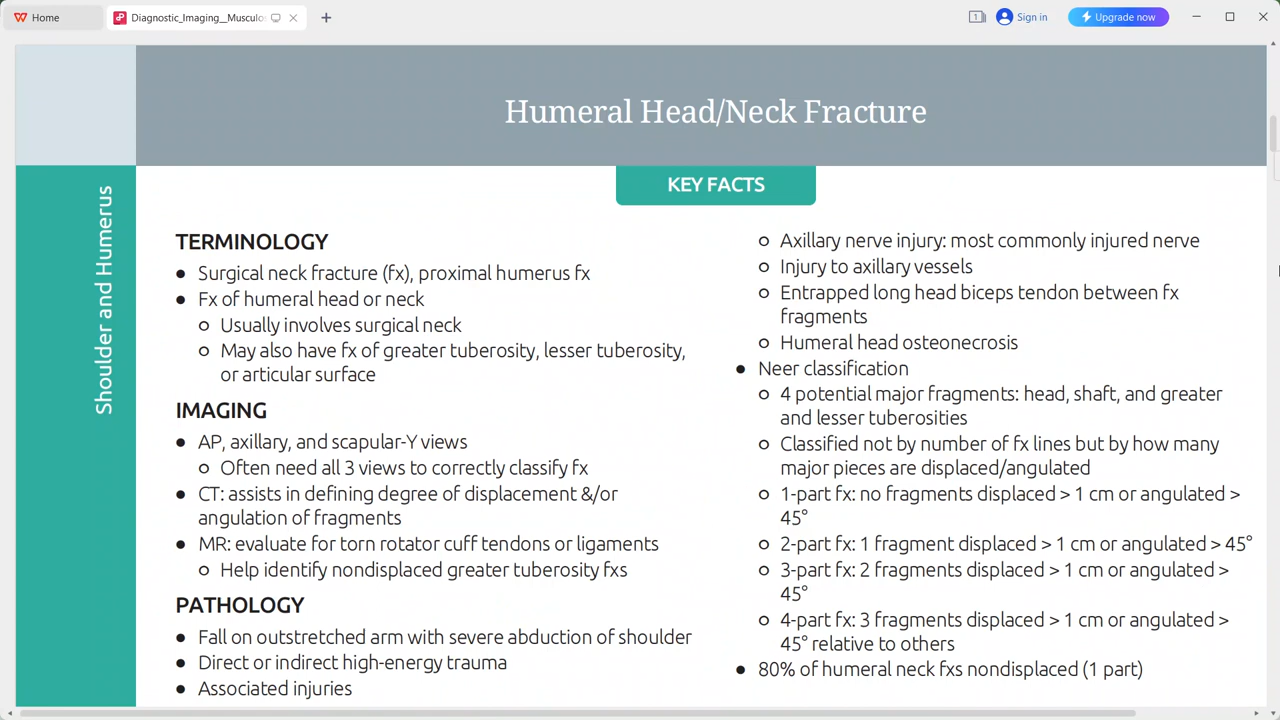 Home
Diagnostic_Imaging__Musculo
1
Sign in
Upgrade now
Humeral Head/Neck Fracture
Shoulder and Humerus
KEY FACTS
TERMINOLOGY
● Surgical neck fracture (fx), proximal humerus fx
● Fx of humeral head or neck
○ Usually involves surgical neck
○ May also have fx of greater tuberosity, lesser tuberosity,
or articular surface
IMAGING
● AP, axillary, and scapular-Y views
○ Often need all 3 views to correctly classify fx
● CT: assists in defining degree of displacement &/or
angulation of fragments
● MR: evaluate for torn rotator cuff tendons or ligaments
○ Help identify nondisplaced greater tuberosity fxs
PATHOLOGY
● Fall on outstretched arm with severe abduction of shoulder
● Direct or indirect high-energy trauma
● Associated injuries
○ Axillary nerve injury: most commonly injured nerve
○ Injury to axillary vessels
○ Entrapped long head biceps tendon between fx
fragments
○ Humeral head osteonecrosis
● Neer classification
○ 4 potential major fragments: head, shaft, and greater
and lesser tuberosities
○ Classified not by number of fx lines but by how many
major pieces are displaced/angulated
○ 1-part fx: no fragments displaced > 1 cm or angulated >
45°
○ 2-part fx: 1 fragment displaced > 1 cm or angulated > 45°
○ 3-part fx: 2 fragments displaced > 1 cm or angulated >
45°
○ 4-part fx: 3 fragments displaced > 1 cm or angulated >
45° relative to others
● 80% of humeral neck fxs nondisplaced (1 part)